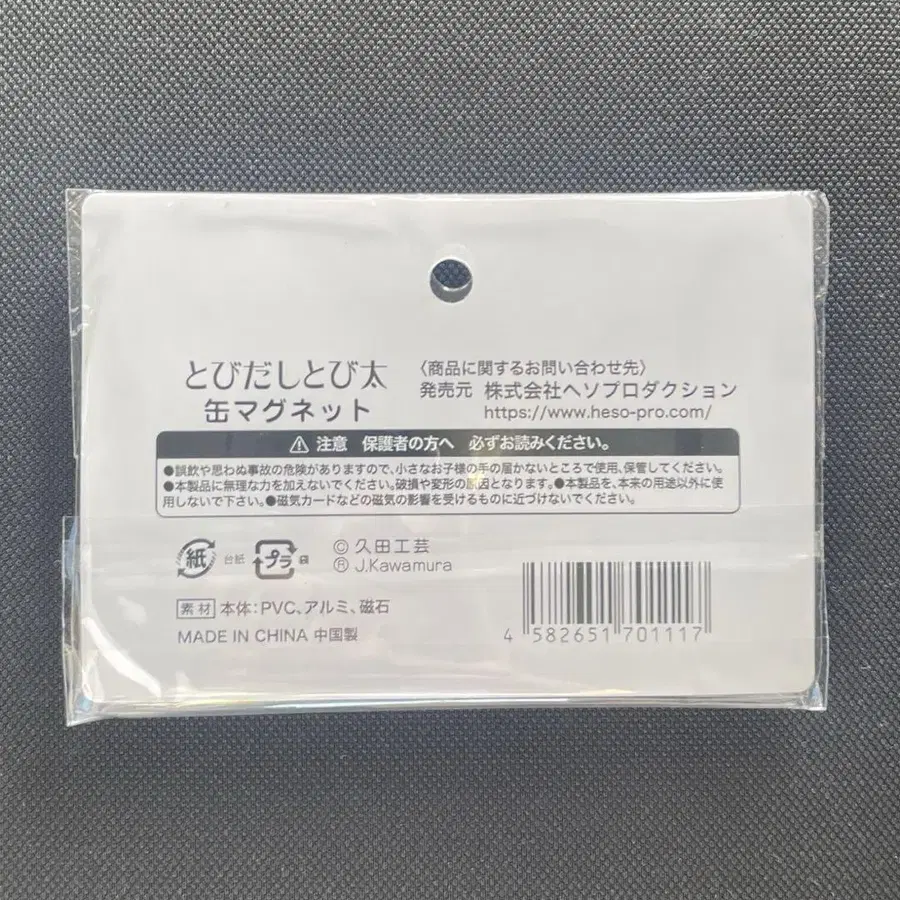 とびだしとび太
缶マグネット
〈商品に関するお問い合わせ先〉
発売元 株式会社ヘソプロダクション
https://www.heso-pro.com/
注意 保護者の方へ 必ずお読みください。
●誤飲や思わぬ事故の危険がありますので、小さなお子様の手の届かないところで使用、保管してください。
●本製品に無理な力を加えないでください。破損や変形の原因となります。●本製品を、本来の用途以外に使
用しないで下さい。●磁気カードなどの磁気の影響を受けるものに近づけないでください。
紙 台紙 プラ 袋
© 久田工芸
® J.Kawamura
素材 本体：PVC、アルミ、磁石
MADE IN CHINA 中国製
4 582651 701117